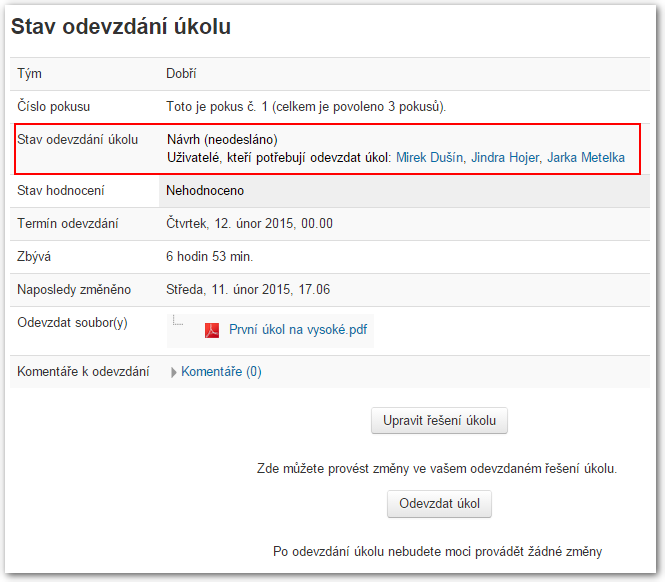 Stav odevzdání úkolu
Tým Dobří
Číslo pokusu Toto je pokus č. 1 (celkem je povoleno 3 pokusů).
Stav odevzdání úkolu Návrh (neodesláno)
Uživatelé, kteří potřebují odevzdat úkol: Mirek Dušín, Jindra Hojer, Jarka Metelka
Stav hodnocení Nehodnoceno
Termín odevzdání Čtvrtek, 12. únor 2015, 00.00
Zbývá 6 hodin 53 min.
Naposledy změněno Středa, 11. únor 2015, 17.06
Odevzdat soubor(y) První úkol na vysoké.pdf
Komentáře k odevzdání Komentáře (0)
Upravit řešení úkolu
Zde můžete provést změny ve vašem odevzdaném řešení úkolu.
Odevzdat úkol
Po odevzdání úkolu nebudete moci provádět žádné změny